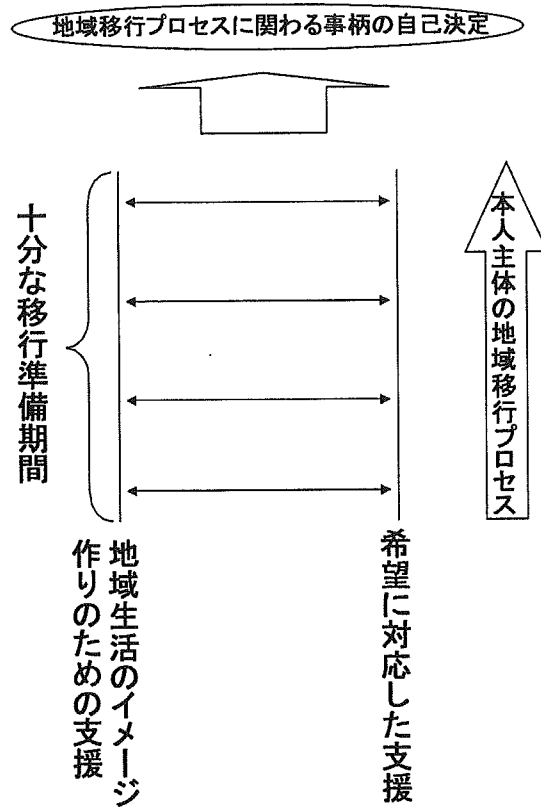 地域移行プロセスに関わる事柄の自己決定
本人主体の地域移行プロセス
十分な移行準備期間
地域生活のイメージ
作りのための支援
希望に対応した支援